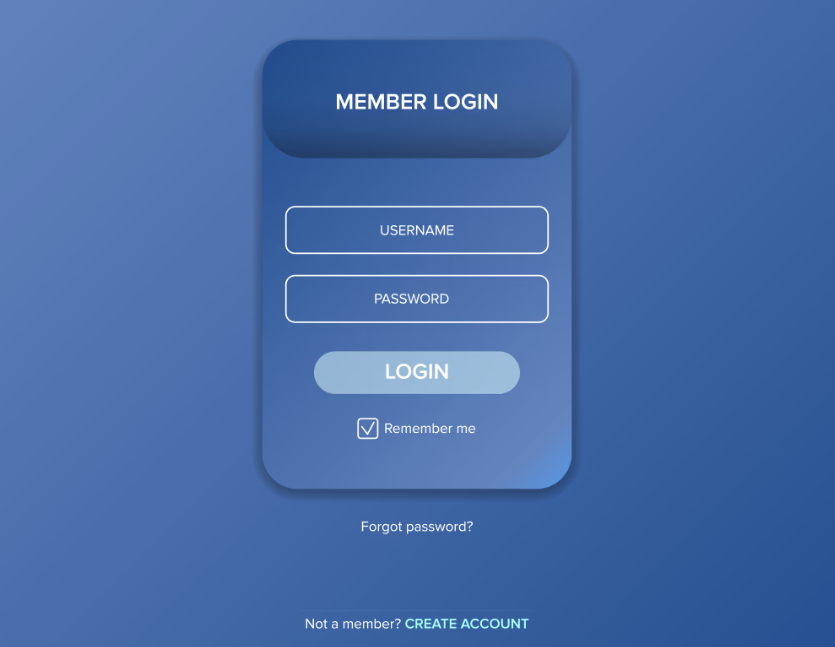 MEMBER LOGIN
USERNAME
PASSWORD
LOGIN
Remember me
Forgot password?
Not a member? CREATE ACCOUNT